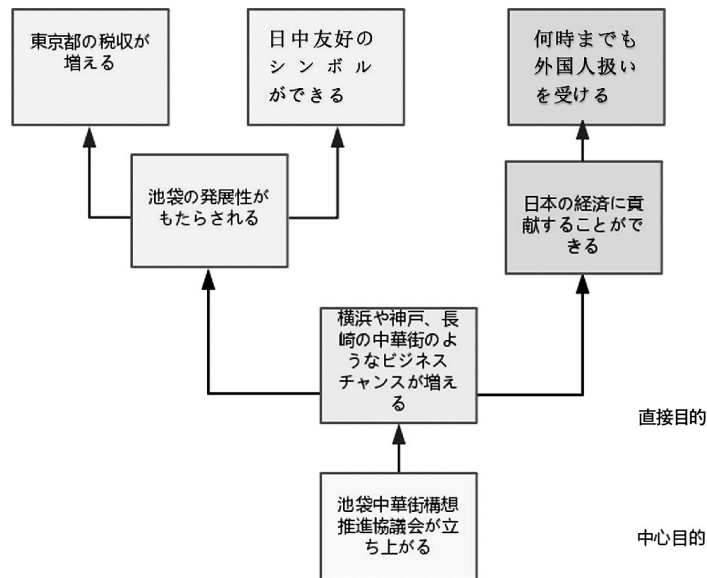 東京都の税収が
増える
日中友好の
シンボル
ができる
何時までも
外国人扱い
を受ける
池袋の発展性が
もたらされる
日本の経済に貢
献することがで
きる
横浜や神戸、長
崎の中華街のよ
うなビジネス
チャンスが増え
る
直接目的
池袋中華街構想
推進協議会が立
ち上がる
中心目的